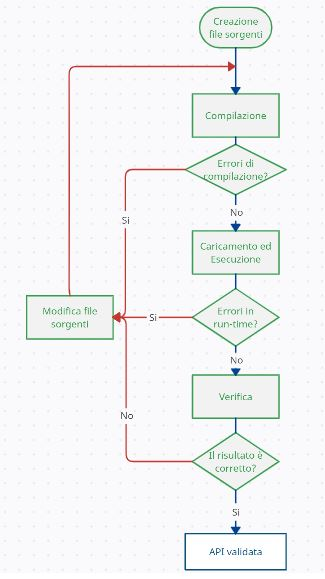 Creazione
file sorgenti
Compilazione
Errori di
compilazione?
Si
No
Caricamento ed
Esecuzione
Modifica file
sorgenti
Si
Errori in
run-time?
No
Verifica
No
Il risultato è
corretto?
Si
API validata